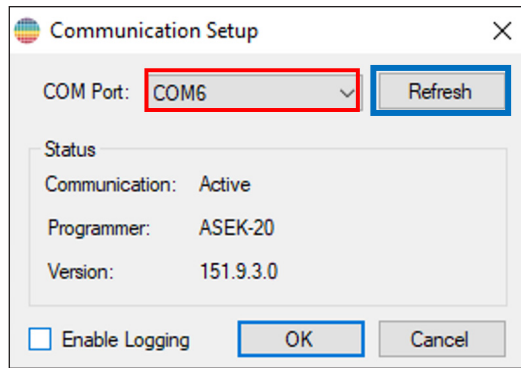 Communication Setup
COM Port: COM6 Refresh
Status
Communication: Active
Programmer: ASEK-20
Version: 151.9.3.0
Enable Logging OK Cancel